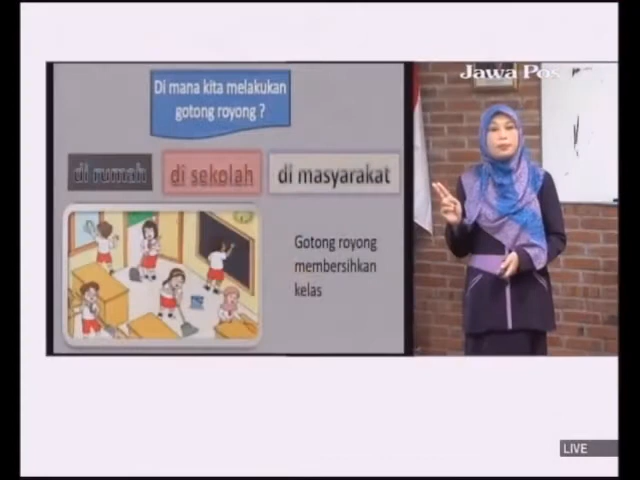 Di mana kita melakukan
gotong royong ?
di rumah
di sekolah
di masyarakat
Gotong royong
membersihkan
kelas
Jawa Pos
LIVE